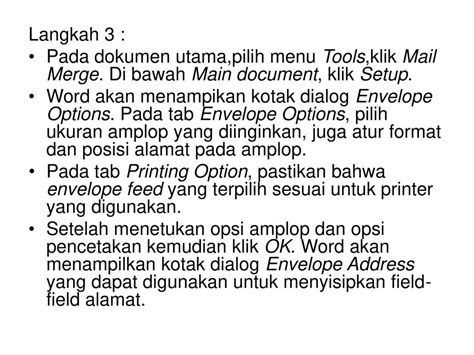 Langkah 3 :
• Pada dokumen utama,pilih menu Tools,klik Mail
Merge. Di bawah Main document, klik Setup.
• Word akan menampikan kotak dialog Envelope
Options. Pada tab Envelope Options, pilih
ukuran amplop yang diinginkan, juga atur format
dan posisi alamat pada amplop.
• Pada tab Printing Option, pastikan bahwa
envelope feed yang terpilih sesuai untuk printer
yang digunakan.
• Setelah menetukan opsi amplop dan opsi
pencetakan kemudian klik OK. Word akan
menampilkan kotak dialog Envelope Address
yang dapat digunakan untuk menyisipkan field-
field alamat.